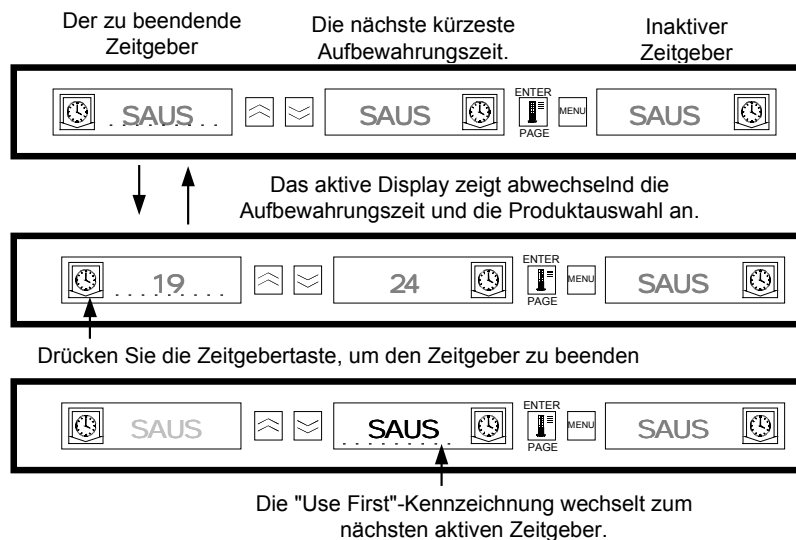 Der zu beendende
Zeitgeber
Die nächste kürzeste
Aufbewahrungszeit.
Inaktiver
Zeitgeber
SAUS
SAUS
ENTER
PAGE
MENU
SAUS
Das aktive Display zeigt abwechselnd die
Aufbewahrungszeit und die Produktauswahl an.
19
24
ENTER
PAGE
MENU
SAUS
Drücken Sie die Zeitgebertaste, um den Zeitgeber zu beenden
SAUS
SAUS
ENTER
PAGE
MENU
SAUS
Die "Use First"-Kennzeichnung wechselt zum
nächsten aktiven Zeitgeber.